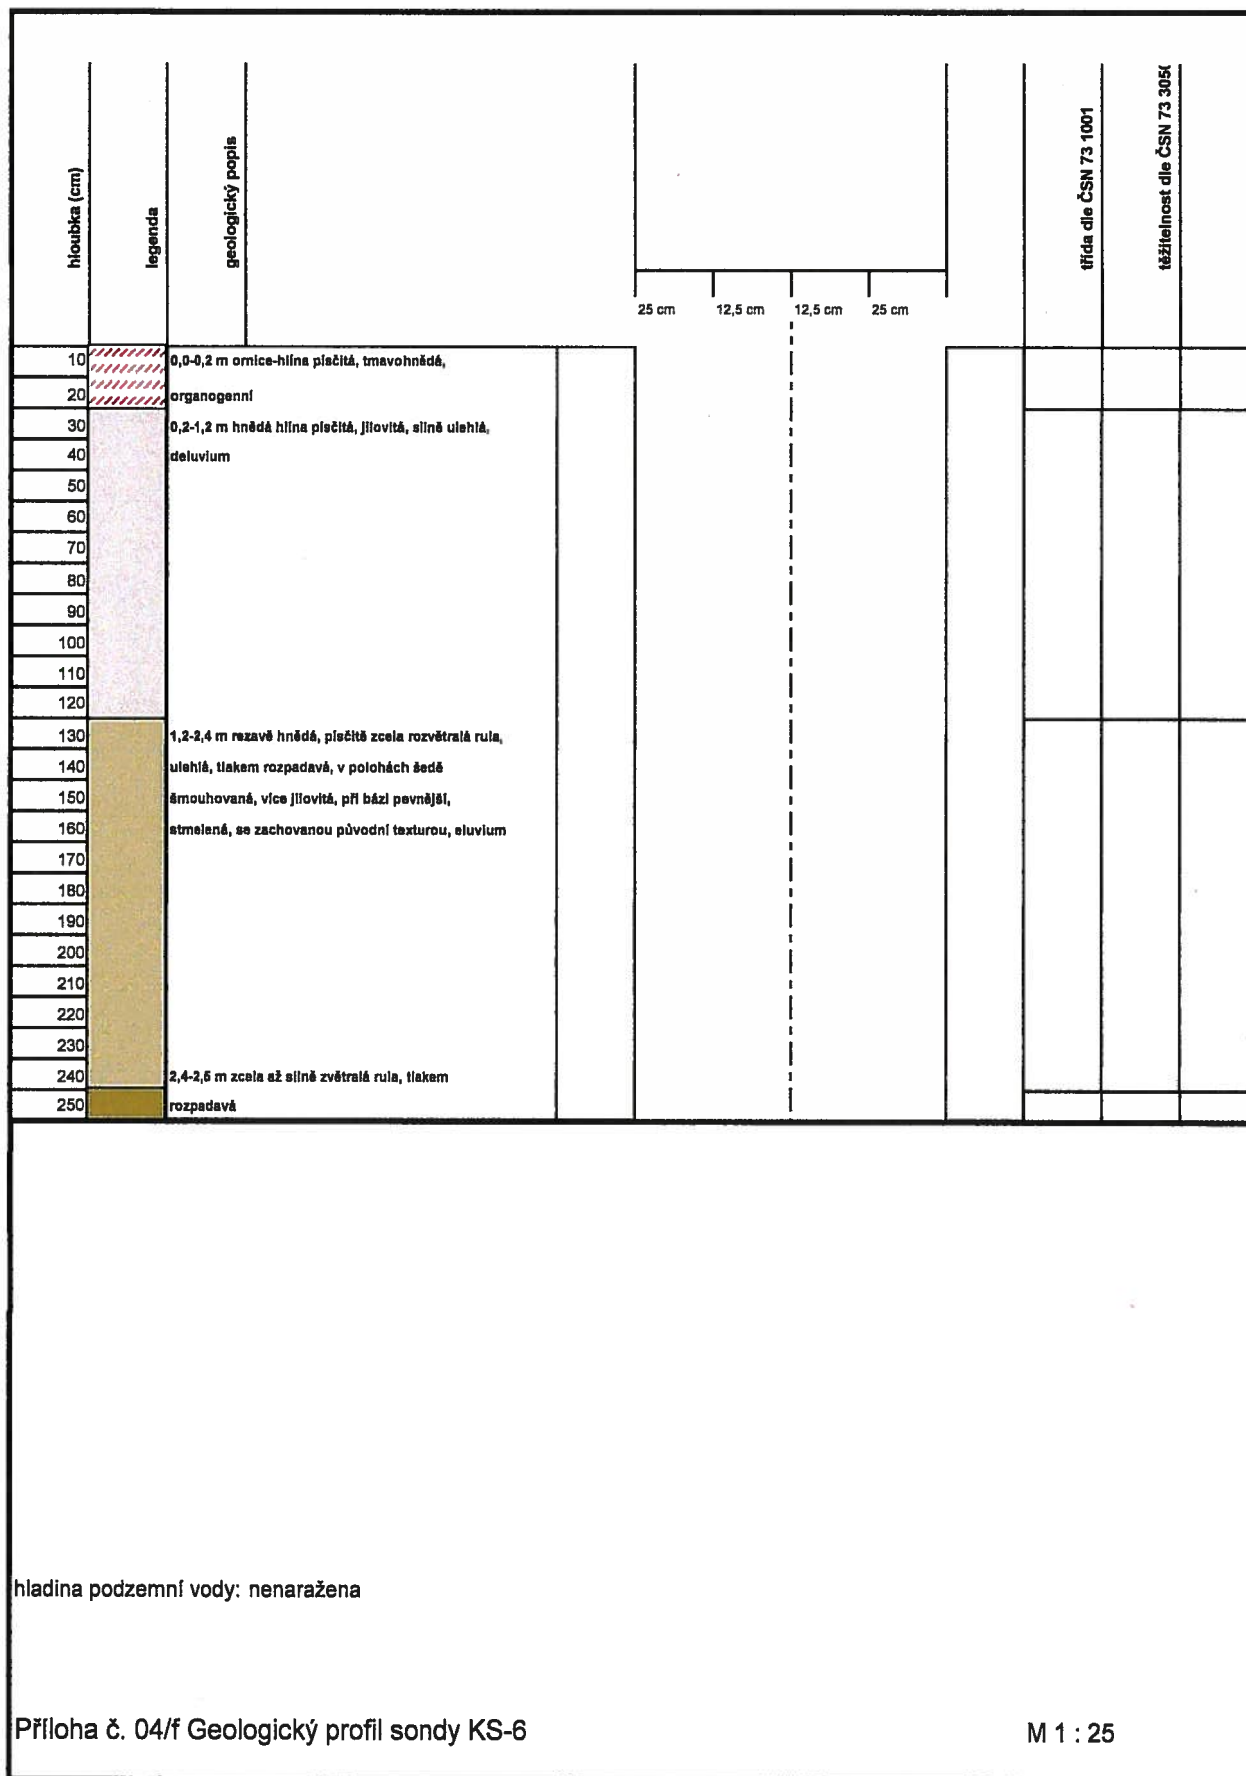 hloubka (cm)
legenda
geologický popis
třída dle ČSN 73 1001
těžitelnost dle ČSN 73 305
25 cm 12,5 cm 12,5 cm 25 cm
10 0,0-0,2 m ornice-hlína písčitá, tmavohnědá,
20 organogenní
30 0,2-1,2 m hnědá hlína písčitá, jílovitá, silně ulehlá,
40 deluvium
50
60
70
80
90
100
110
120
130 1,2-2,4 m rezavě hnědá, písčitě zcela rozvětralá rula,
140 ulehlá, tlakem rozpadavá, v polohách šedě
150 šmouhovaná, více jílovitá, při bázi pevnější,
160 stmelená, se zachovanou původní texturou, eluvium
170
180
190
200
210
220
230
240 2,4-2,5 m zcela až silně zvětralá rula, tlakem
250 rozpadavá
hladina podzemní vody: nenaražena
Příloha č. 04/f Geologický profil sondy KS-6
M 1 : 25